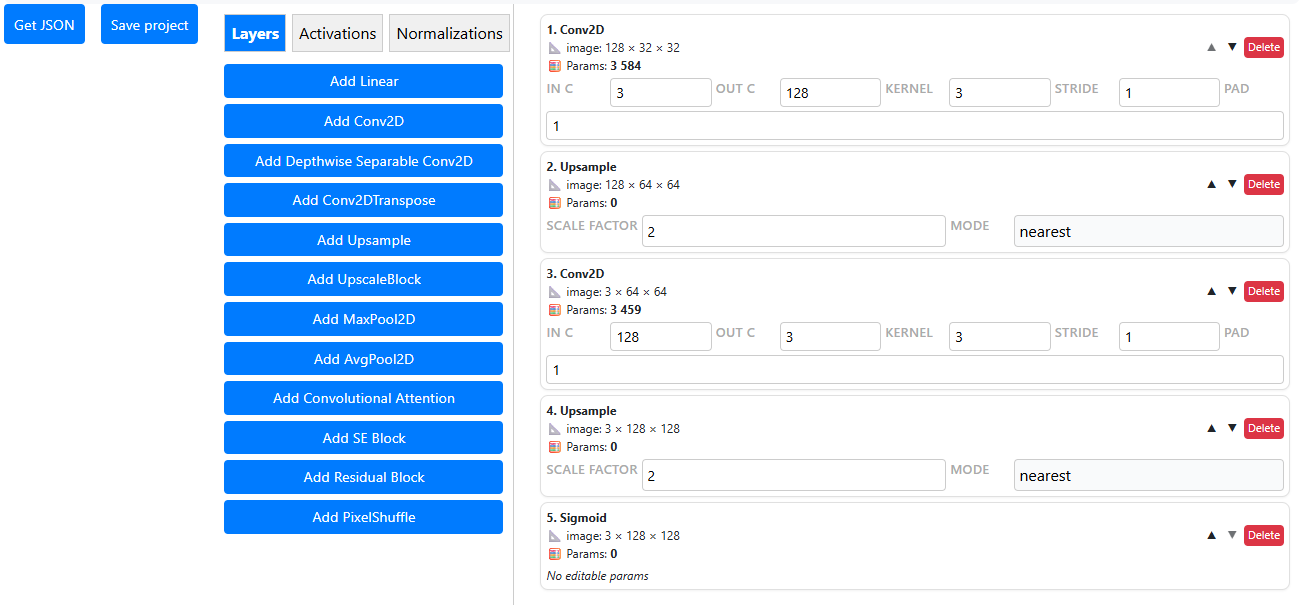 Get JSON
Save project
Layers
Activations
Normalizations
Add Linear
Add Conv2D
Add Depthwise Separable Conv2D
Add Conv2DTranspose
Add Upsample
Add UpscaleBlock
Add MaxPool2D
Add AvgPool2D
Add Convolutional Attention
Add SE Block
Add Residual Block
Add PixelShuffle
1. Conv2D
image: 128 × 32 × 32
▲ ▼ Delete
Params: 3 584
IN C 3 OUT C 128 KERNEL 3 STRIDE 1 PAD
1
2. Upsample
image: 128 × 64 × 64
▲ ▼ Delete
Params: 0
SCALE FACTOR 2 MODE nearest
3. Conv2D
image: 3 × 64 × 64
▲ ▼ Delete
Params: 3 459
IN C 128 OUT C 3 KERNEL 3 STRIDE 1 PAD
1
4. Upsample
image: 3 × 128 × 128
▲ ▼ Delete
Params: 0
SCALE FACTOR 2 MODE nearest
5. Sigmoid
image: 3 × 128 × 128
▲ ▼ Delete
Params: 0
No editable params